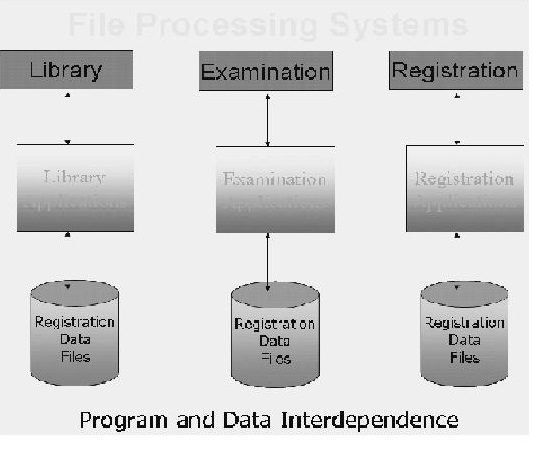 File Processing Systems
Library
Examination
Registration
Library
Applications
Examination
Applications
Registration
Applications
Registration
Data
Files
Registration
Data
Files
Registration
Data
Files
Program and Data Interdependence